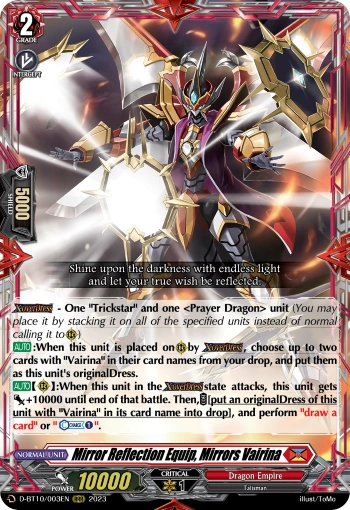 2
GRADE
INTERCEPT
5000
SHIELD
Shine upon the darkness with endless light
and let your true wish be reflected.
XoverDress - One "Trickstar" and one <Prayer Dragon> unit (You may
place it by stacking it on all of the specified units instead of normal
calling it to Ⓡ)
AUTO:When this unit is placed on Ⓡ by XoverDress, choose up to two
cards with "Vairina" in their card names from your drop, and put them
as this unit's originalDress.
AUTO【Ⓡ】:When this unit in the XoverDress state attacks, this unit gets
+10000 until end of that battle. Then, [put an originalDress of
this unit with "Vairina" in its card name into drop], and perform "draw a
card" or "(CHARGE 1)".
NORMAL UNIT
Mirror Reflection Equip, Mirrors Vairina
POWER 10000
CRITICAL
1
Dragon Empire
Talisman
D D-BT10/003EN RRR 2023
illust/ToMo